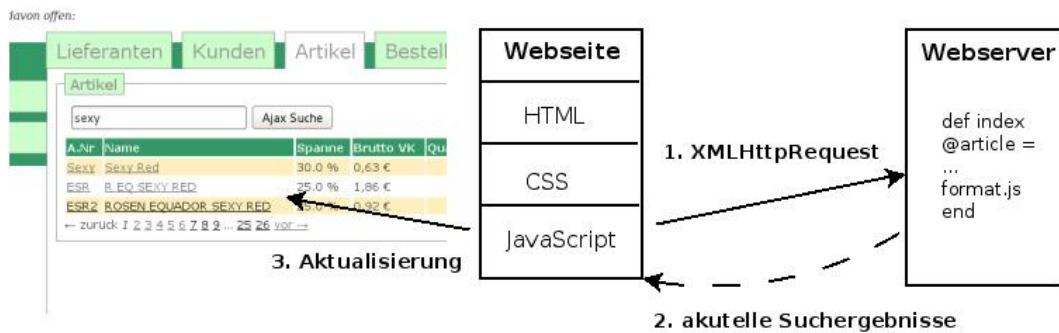 davon offen:
Lieferanten Kunden Artikel Bestell
Artikel
sexy Ajax Suche
A.Nr Name Spanne Brutto VK Qu
Sexy Sexy Red 30.0 % 0,63 €
ESR R EQ SEXY RED 25.0 % 1,86 €
ESR2 ROSEN EQUADOR SEXY RED 25.0 % 0,92 €
← zurück 1 2 3 4 5 6 7 8 9 ... 25 26 vor →
3. Aktualisierung
Webseite
HTML
CSS
JavaScript
1. XMLHttpRequest
2. akutelle Suchergebnisse
Webserver
def index
@article =
...
format.js
end